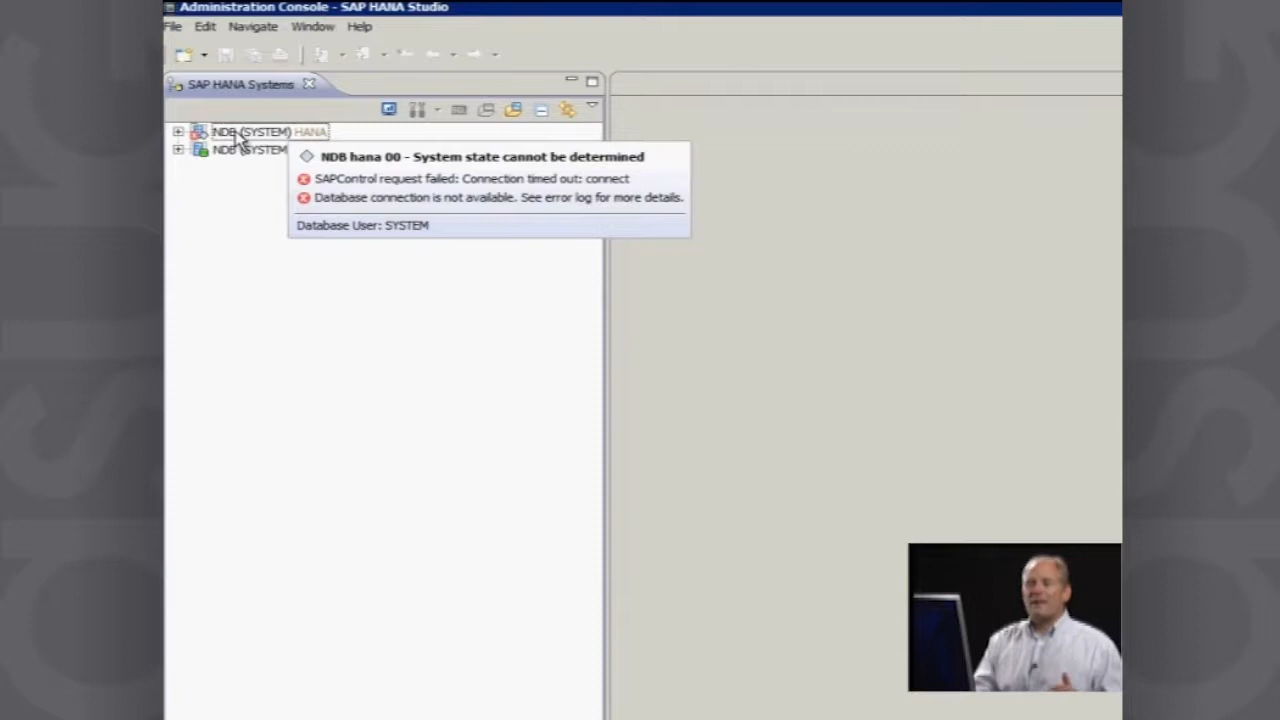 Administration Console - SAP HANA Studio
File Edit Navigate Window Help
SAP HANA Systems
NDB (SYSTEM) HANA
NDB (SYSTEM
NDB hana 00 - System state cannot be determined
SAPControl request failed: Connection timed out: connect
Database connection is not available. See error log for more details.
Database User: SYSTEM